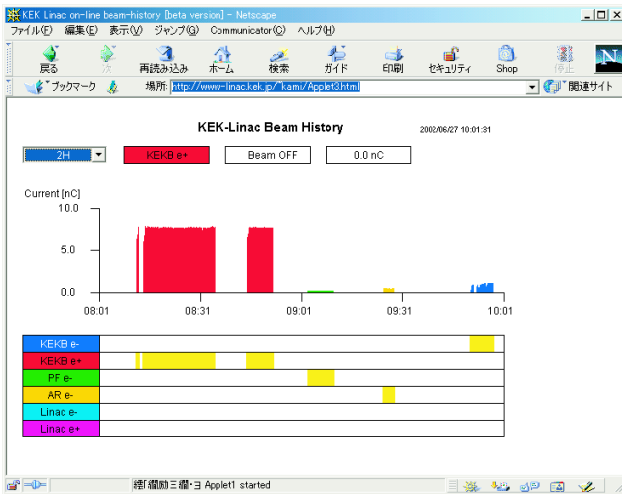 KEK Linac on-line beam-history [beta version] - Netscape
ファイル(F) 編集(E) 表示(V) ジャンプ(G) Communicator(C) ヘルプ(H)
戻る 次 再読み込み ホーム 検索 ガイド 印刷 セキュリティ Shop 停止 N
ブックマーク 場所: http://www-linac.kek.jp/~kami/Applet3.html 関連サイト
KEK-Linac Beam History 2002/06/27 10:01:31
2H KEKB e+ Beam OFF 0.0 nC
Current [nC]
10.0
5.0
0.0
08:01 08:31 09:01 09:31 10:01
KEKB e-
KEKB e+
PF e-
AR e-
Linac e-
Linac e+
Applet1 started